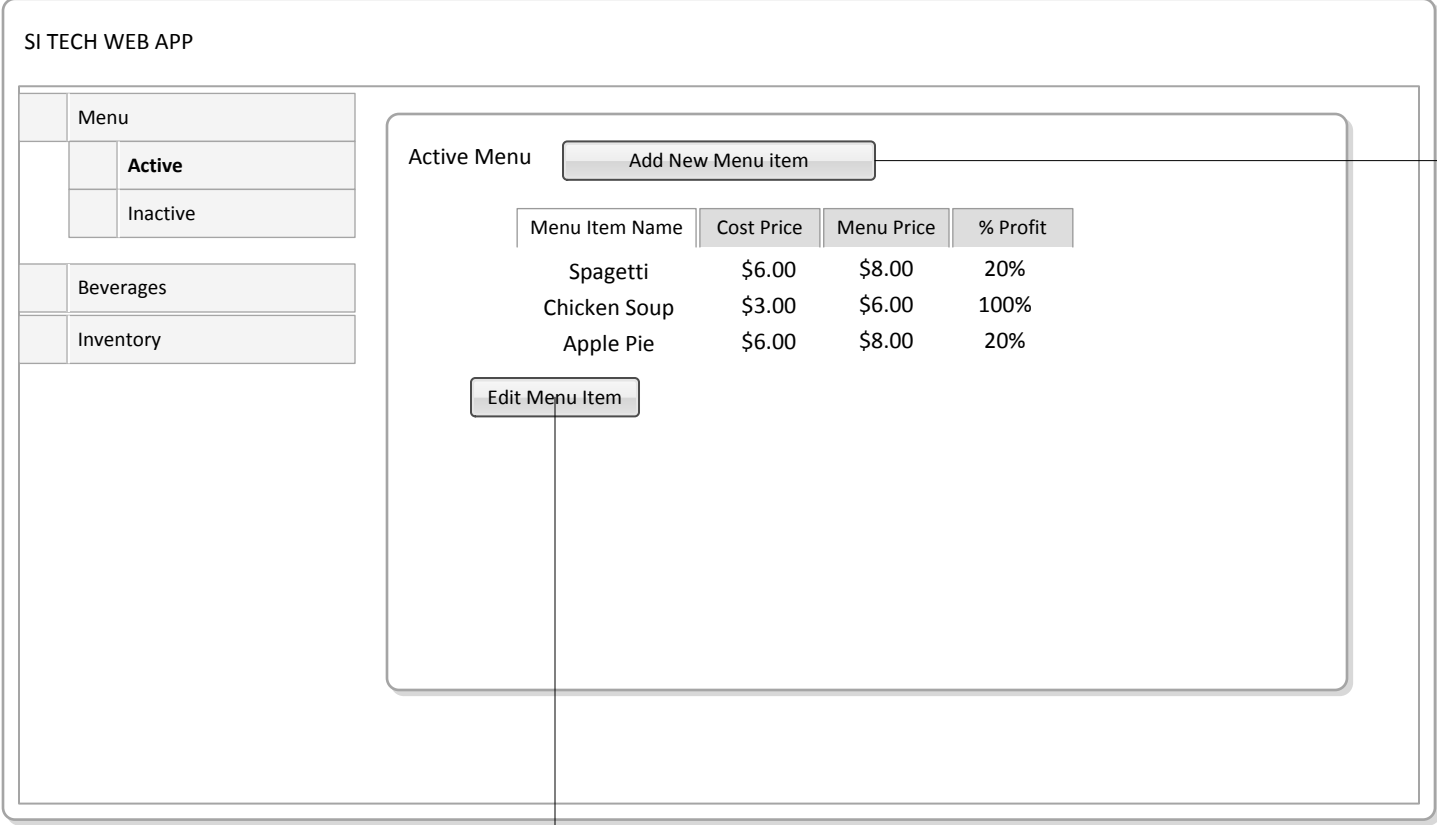 SI TECH WEB APP
Menu
Active
Inactive
Beverages
Inventory
Active Menu Add New Menu item
Menu Item Name Cost Price Menu Price % Profit
Spagetti $6.00 $8.00 20%
Chicken Soup $3.00 $6.00 100%
Apple Pie $6.00 $8.00 20%
Edit Menu Item